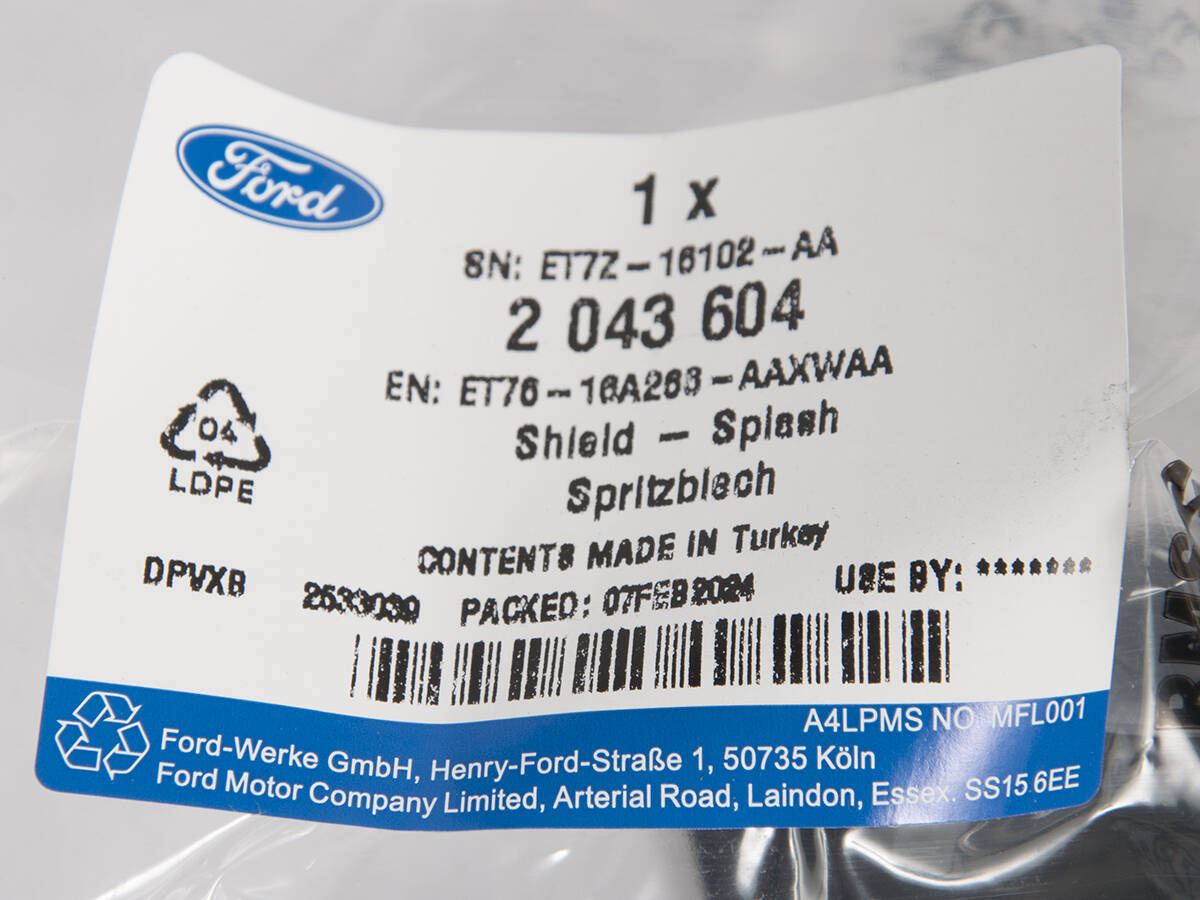 Ford
1 x
SN: ET7Z-16102-AA
2 043 604
EN: ET76-16A263-AAXWAA
Shield - Splash
Spritzblech
04
LDPE
CONTENTS MADE IN Turkey
DPVXB 2533039 PACKED: 07FEB2024 USE BY: *******
A4LPMS NO. MFL001
Ford-Werke GmbH, Henry-Ford-Straße 1, 50735 Köln
Ford Motor Company Limited, Arterial Road, Laindon, Essex. SS15 6EE